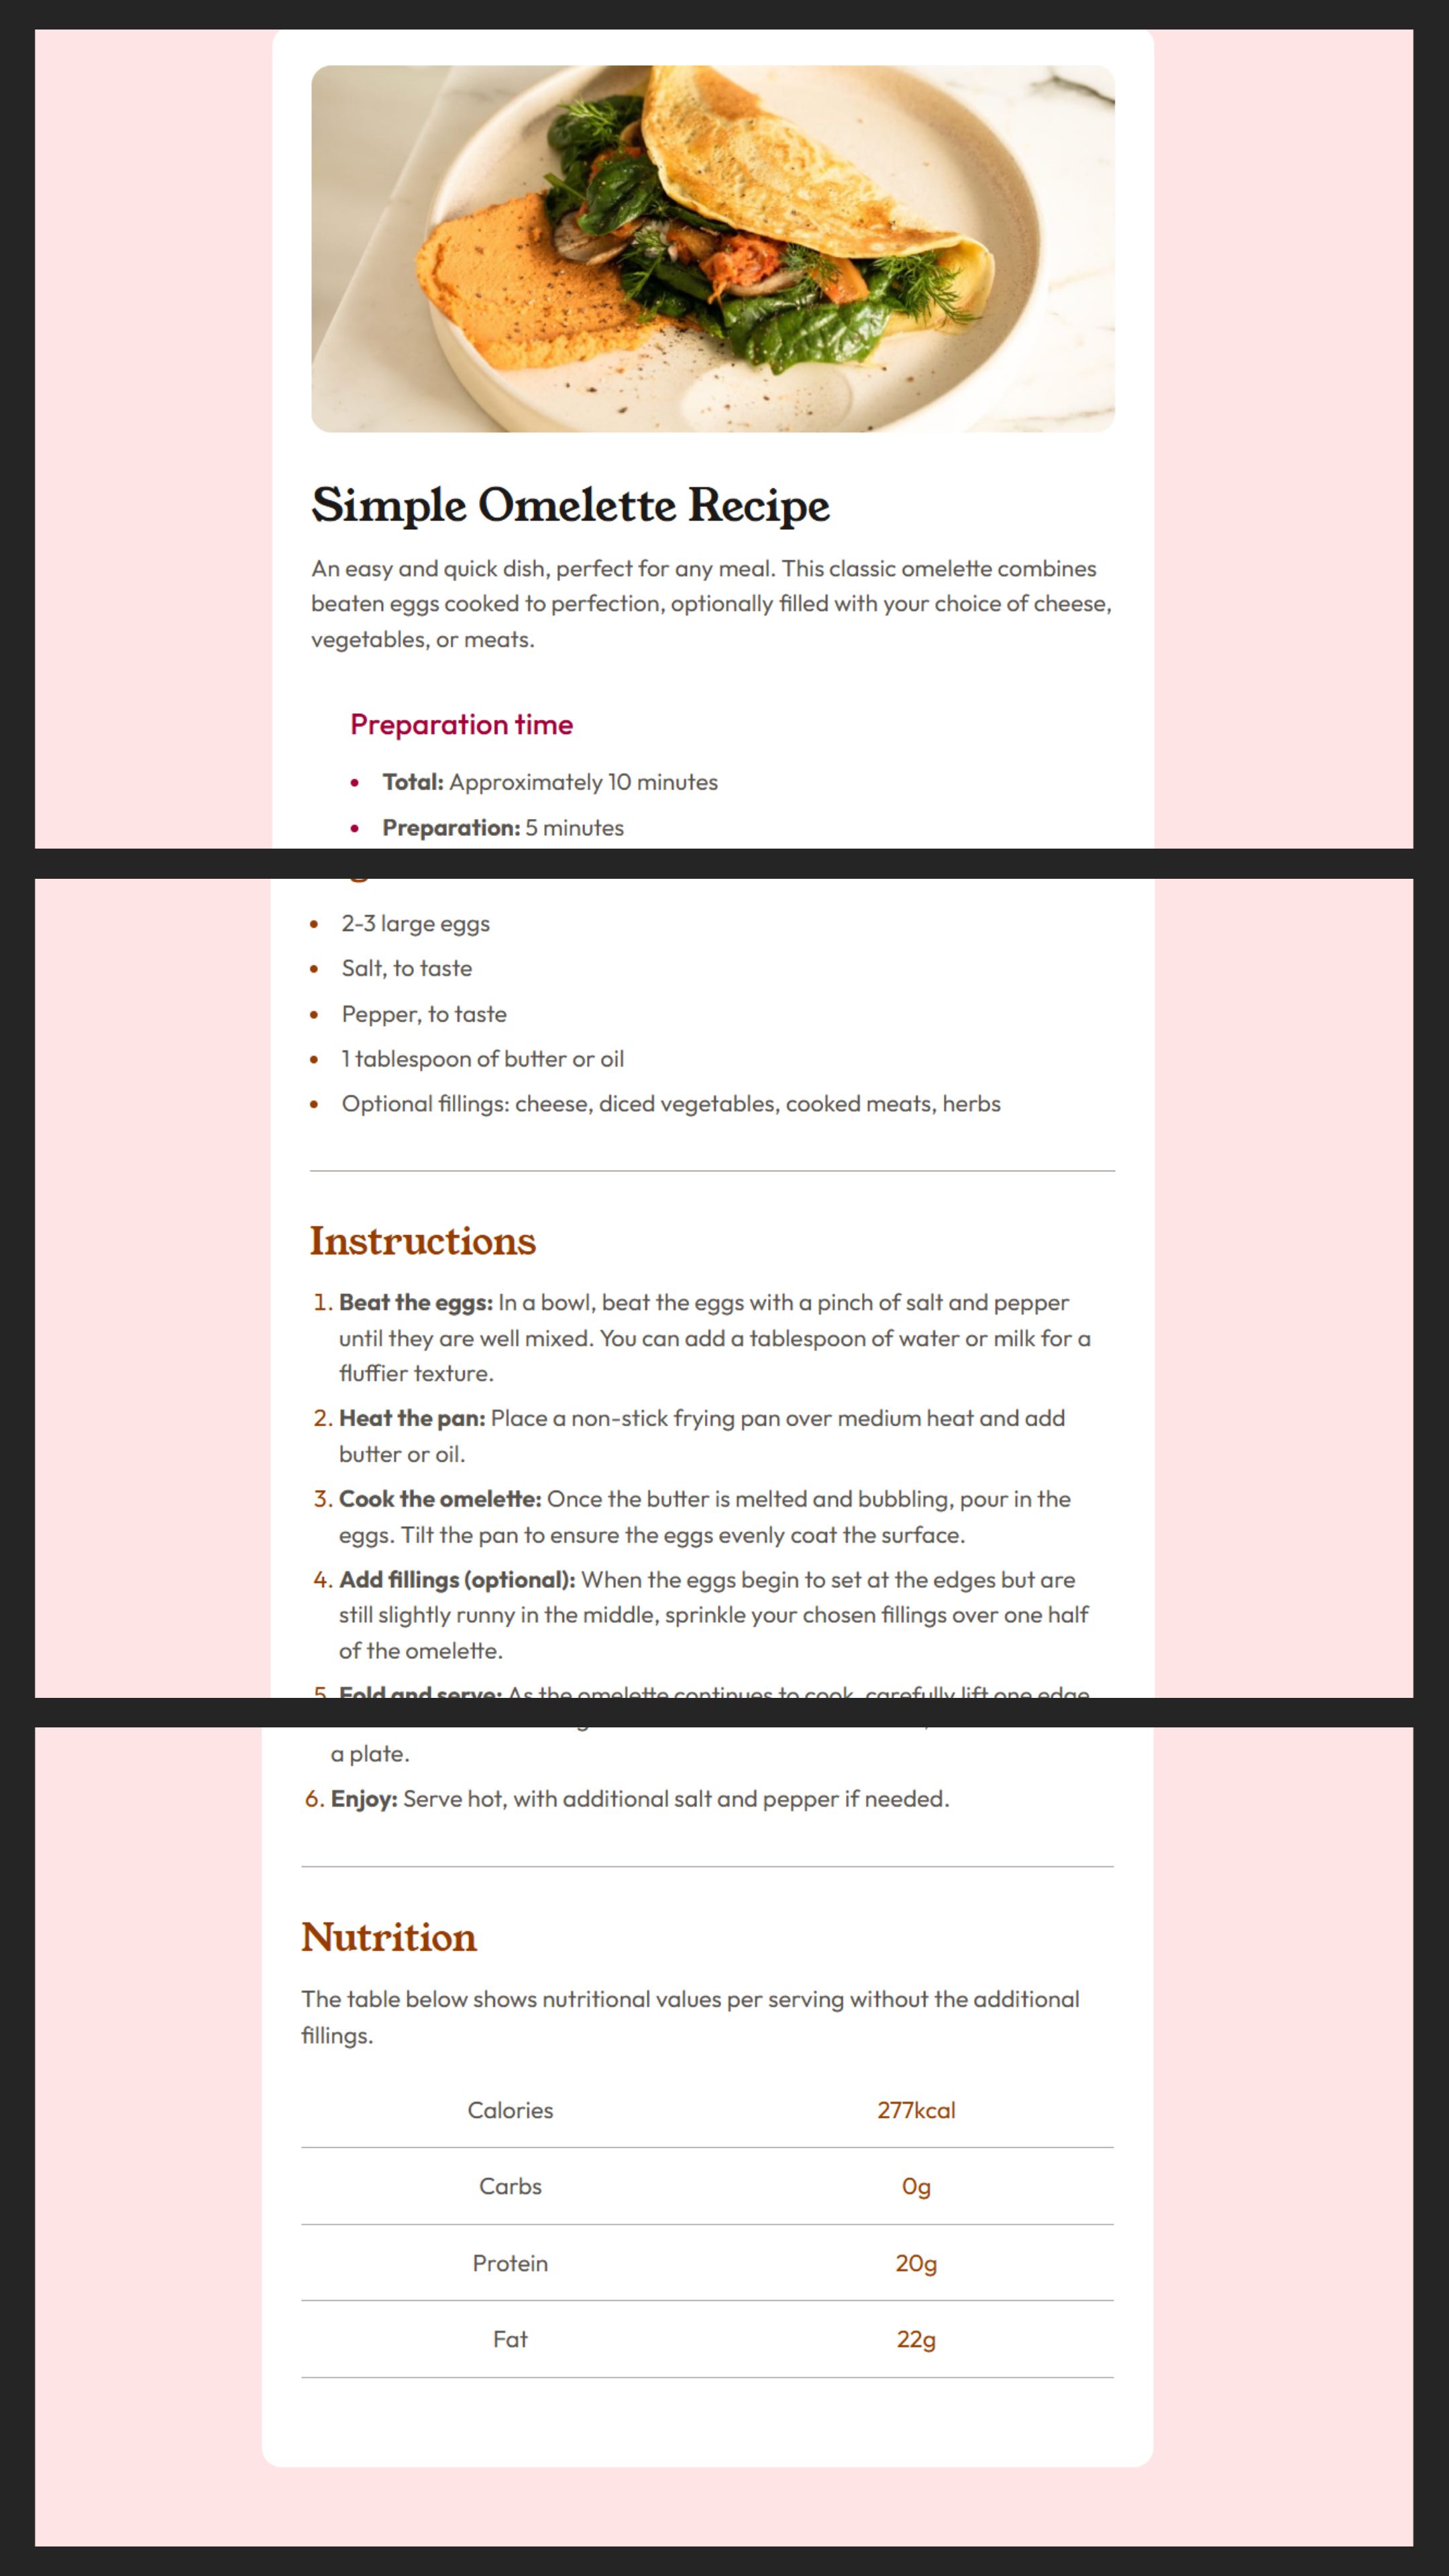 Simple Omelette Recipe
An easy and quick dish, perfect for any meal. This classic omelette combines
beaten eggs cooked to perfection, optionally filled with your choice of cheese,
vegetables, or meats.
Preparation time
• Total: Approximately 10 minutes
• Preparation: 5 minutes
• 2-3 large eggs
• Salt, to taste
• Pepper, to taste
• 1 tablespoon of butter or oil
• Optional fillings: cheese, diced vegetables, cooked meats, herbs
Instructions
1. Beat the eggs: In a bowl, beat the eggs with a pinch of salt and pepper
until they are well mixed. You can add a tablespoon of water or milk for a
fluffier texture.
2. Heat the pan: Place a non-stick frying pan over medium heat and add
butter or oil.
3. Cook the omelette: Once the butter is melted and bubbling, pour in the
eggs. Tilt the pan to ensure the eggs evenly coat the surface.
4. Add fillings (optional): When the eggs begin to set at the edges but are
still slightly runny in the middle, sprinkle your chosen fillings over one half
of the omelette.
5. Fold and serve: As the omelette continues to cook, carefully lift one edge
a plate.
6. Enjoy: Serve hot, with additional salt and pepper if needed.
Nutrition
The table below shows nutritional values per serving without the additional
fillings.
Calories 277kcal
Carbs 0g
Protein 20g
Fat 22g